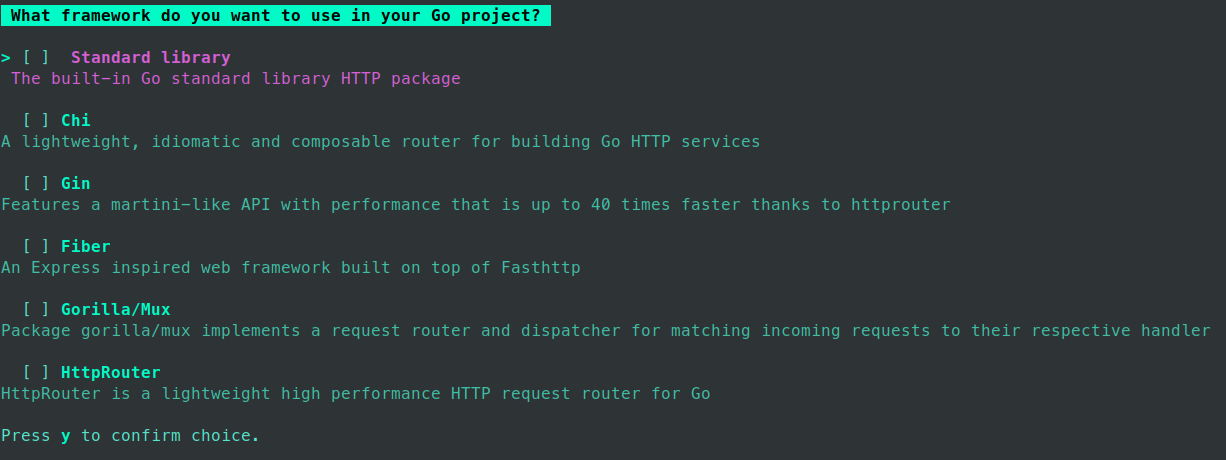 What framework do you want to use in your Go project?
> [ ] Standard library
The built-in Go standard library HTTP package
[ ] Chi
A lightweight, idiomatic and composable router for building Go HTTP services
[ ] Gin
Features a martini-like API with performance that is up to 40 times faster thanks to httprouter
[ ] Fiber
An Express inspired web framework built on top of Fasthttp
[ ] Gorilla/Mux
Package gorilla/mux implements a request router and dispatcher for matching incoming requests to their respective handler
[ ] HttpRouter
HttpRouter is a lightweight high performance HTTP request router for Go
Press y to confirm choice.